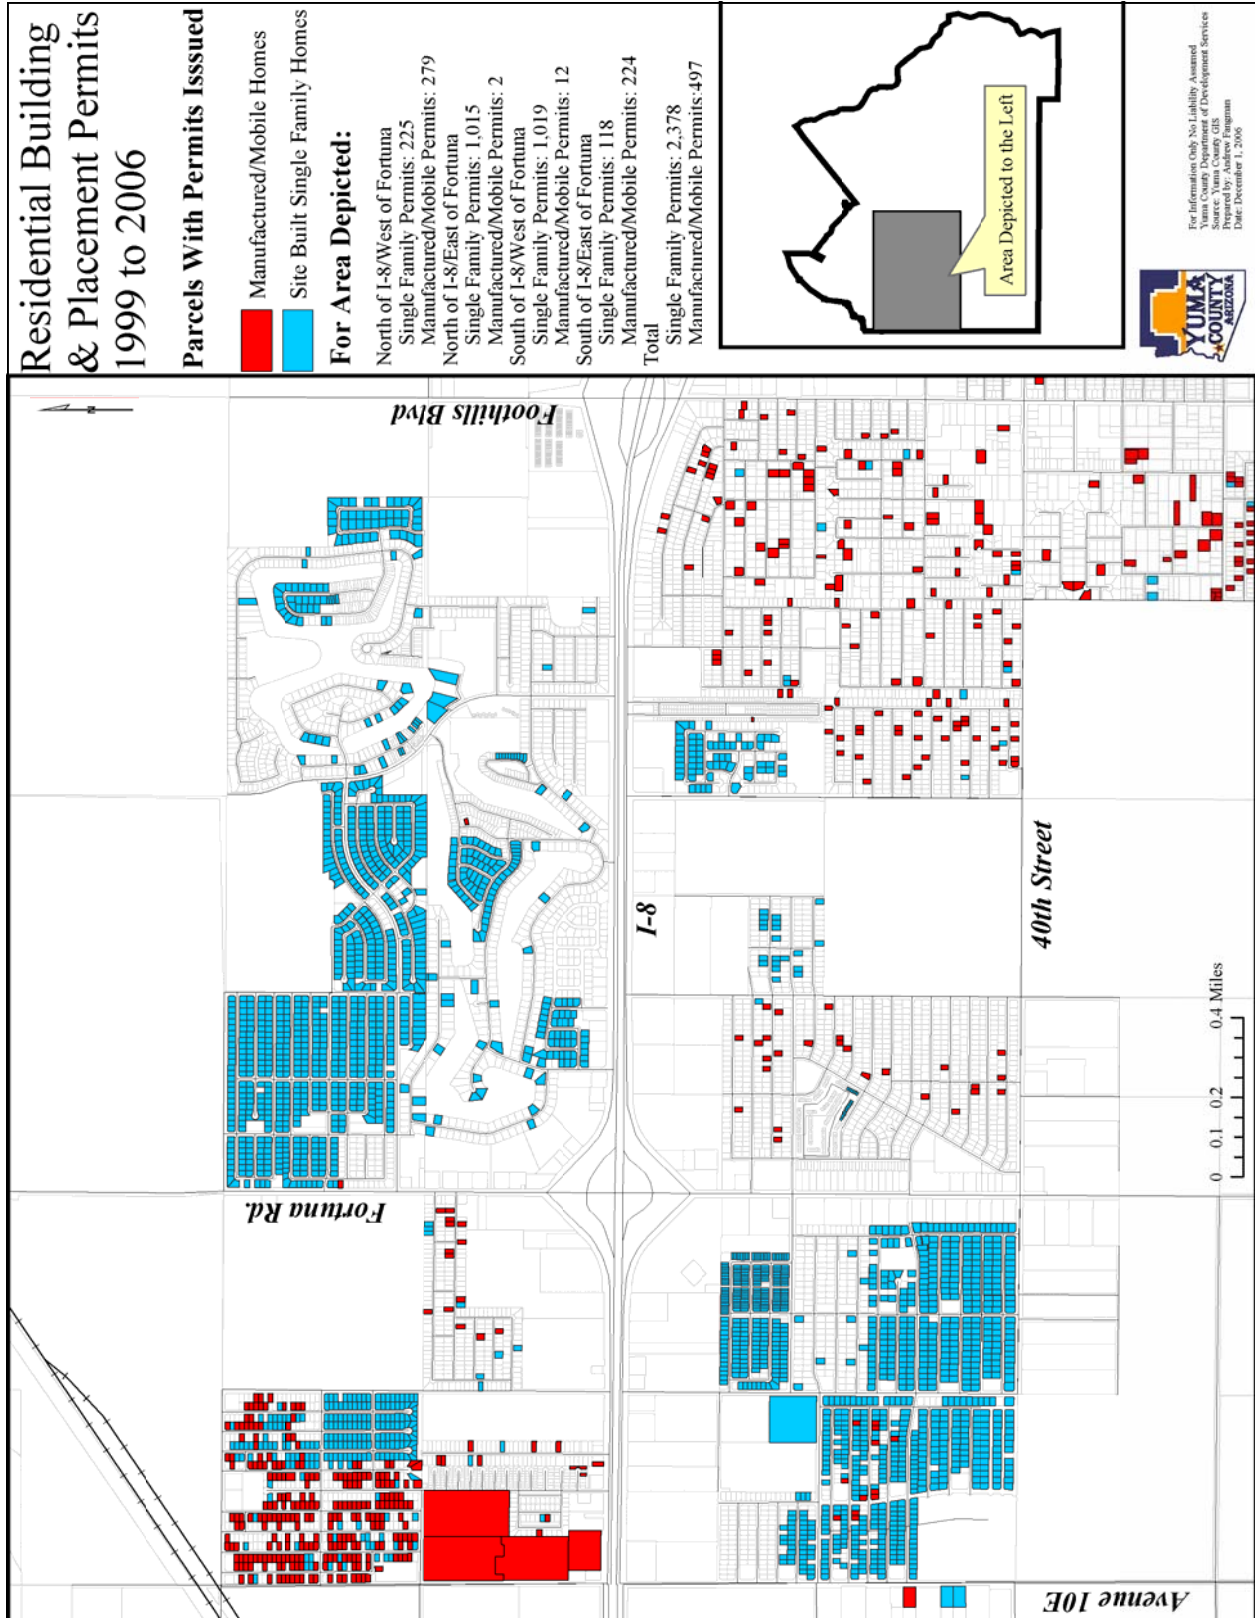 Residential Building
& Placement Permits
1999 to 2006
Parcels With Permits Isssued
Manufactured/Mobile Homes
Site Built Single Family Homes
For Area Depicted:
North of I-8/West of Fortuna
Single Family Permits: 225
Manufactured/Mobile Permits: 279
North of I-8/East of Fortuna
Single Family Permits: 1,015
Manufactured/Mobile Permits: 2
South of I-8/West of Fortuna
Single Family Permits: 1,019
Manufactured/Mobile Permits: 12
South of I-8/East of Fortuna
Single Family Permits: 118
Manufactured/Mobile Permits: 224
Total
Single Family Permits: 2,378
Manufactured/Mobile Permits:497
Area Depicted to the Left
For Information Only No Liability Assumed
Yuma County Department of Development Services
Source: Yuma County GIS
Prepared by: Andrew Fangman
Date: December 1, 2006
YUMA
COUNTY
ARIZONA
N
Foothills Blvd
Fortuna Rd.
I-8
40th Street
Avenue 10E
0 0.1 0.2 0.4 Miles